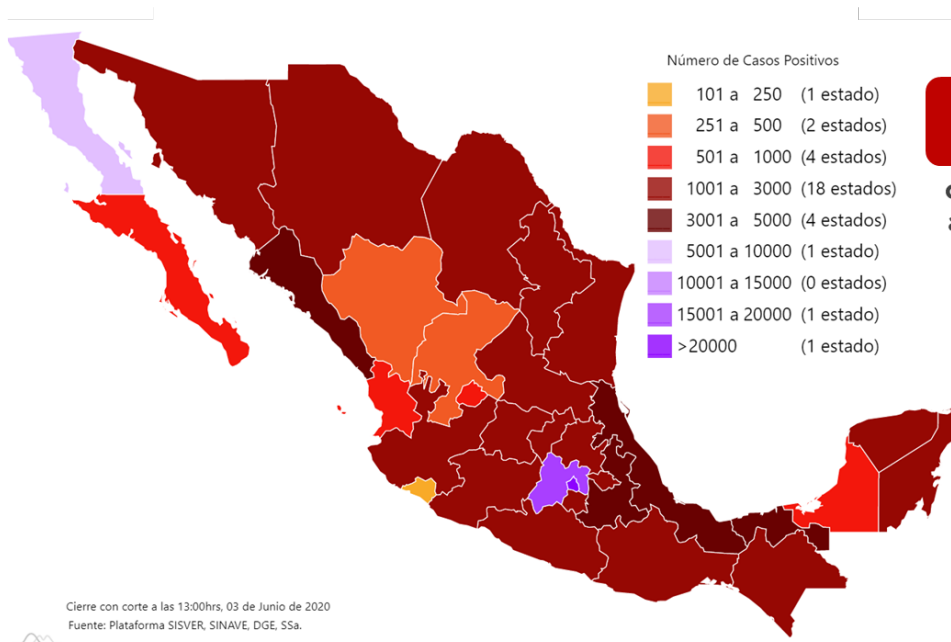 Número de Casos Positivos
101 a 250 (1 estado)
251 a 500 (2 estados)
501 a 1000 (4 estados)
1001 a 3000 (18 estados)
3001 a 5000 (4 estados)
5001 a 10000 (1 estado)
10001 a 15000 (0 estados)
15001 a 20000 (1 estado)
>20000 (1 estado)
Cierre con corte a las 13:00hrs, 03 de Junio de 2020
Fuente: Plataforma SISVER, SINAVE, DGE, SSa.